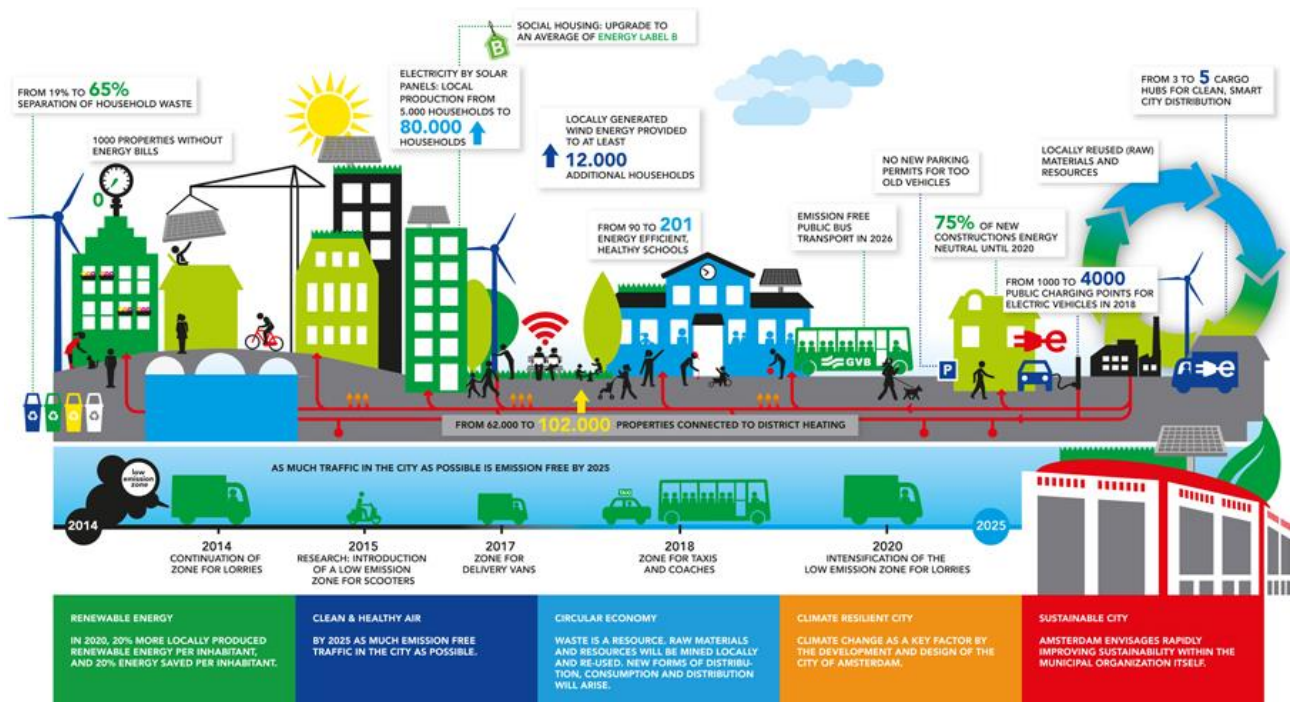 SOCIAL HOUSING: UPGRADE TO
AN AVERAGE OF ENERGY LABEL B
B
FROM 19% TO 65%
SEPARATION OF HOUSEHOLD WASTE
1000 PROPERTIES WITHOUT
ENERGY BILLS
0
ELECTRICITY BY SOLAR
PANELS: LOCAL
PRODUCTION FROM
5.000 HOUSEHOLDS TO
80.000
HOUSEHOLDS
LOCALLY GENERATED
WIND ENERGY PROVIDED
TO AT LEAST
12.000
ADDITIONAL HOUSEHOLDS
FROM 90 TO 201
ENERGY EFFICIENT,
HEALTHY SCHOOLS
EMISSION FREE
PUBLIC BUS
TRANSPORT IN 2026
NO NEW PARKING
PERMITS FOR TOO
OLD VEHICLES
FROM 3 TO 5 CARGO
HUBS FOR CLEAN, SMART
CITY DISTRIBUTION
LOCALLY REUSED (RAW)
MATERIALS AND
RESOURCES
75% OF NEW
CONSTRUCTIONS ENERGY
NEUTRAL UNTIL 2020
FROM 1000 TO 4000
PUBLIC CHARGING POINTS FOR
ELECTRIC VEHICLES IN 2018
GVB
P
e
e
FROM 62.000 TO 102.000 PROPERTIES CONNECTED TO DISTRICT HEATING
AS MUCH TRAFFIC IN THE CITY AS POSSIBLE IS EMISSION FREE BY 2025
low
emission
zone
TAXI
2014
2025
2014
CONTINUATION OF
ZONE FOR LORRIES
2015
RESEARCH: INTRODUCTION
OF A LOW EMISSION
ZONE FOR SCOOTERS
2017
ZONE FOR
DELIVERY VANS
2018
ZONE FOR TAXIS
AND COACHES
2020
INTENSIFICATION OF THE
LOW EMISSION ZONE FOR LORRIES
RENEWABLE ENERGY
IN 2020, 20% MORE LOCALLY PRODUCED
RENEWABLE ENERGY PER INHABITANT,
AND 20% ENERGY SAVED PER INHABITANT.
CLEAN & HEALTHY AIR
BY 2025 AS MUCH EMISSION FREE
TRAFFIC IN THE CITY AS POSSIBLE.
CIRCULAR ECONOMY
WASTE IS A RESOURCE. RAW MATERIALS
AND RESOURCES WILL BE MINED LOCALLY
AND RE-USED. NEW FORMS OF DISTRIBU-
TION, CONSUMPTION AND DISTRIBUTION
WILL ARISE.
CLIMATE RESILIENT CITY
CLIMATE CHANGE AS A KEY FACTOR BY
THE DEVELOPMENT AND DESIGN OF THE
CITY OF AMSTERDAM.
SUSTAINABLE CITY
AMSTERDAM ENVISAGES RAPIDLY
IMPROVING SUSTAINABILITY WITHIN THE
MUNICIPAL ORGANIZATION ITSELF.